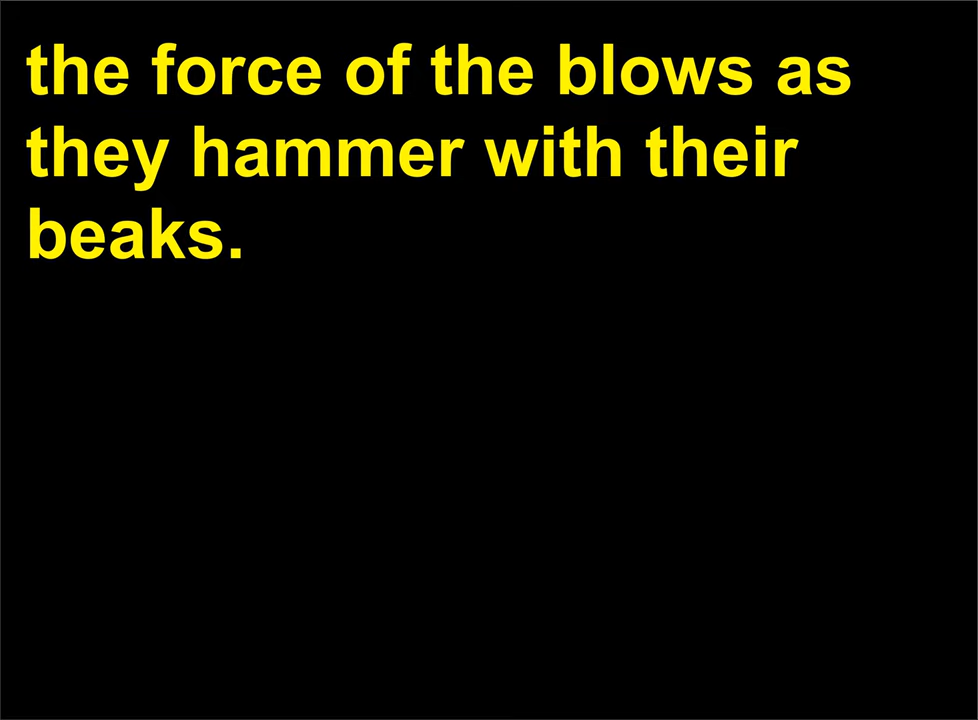 the force of the blows as
they hammer with their
beaks.